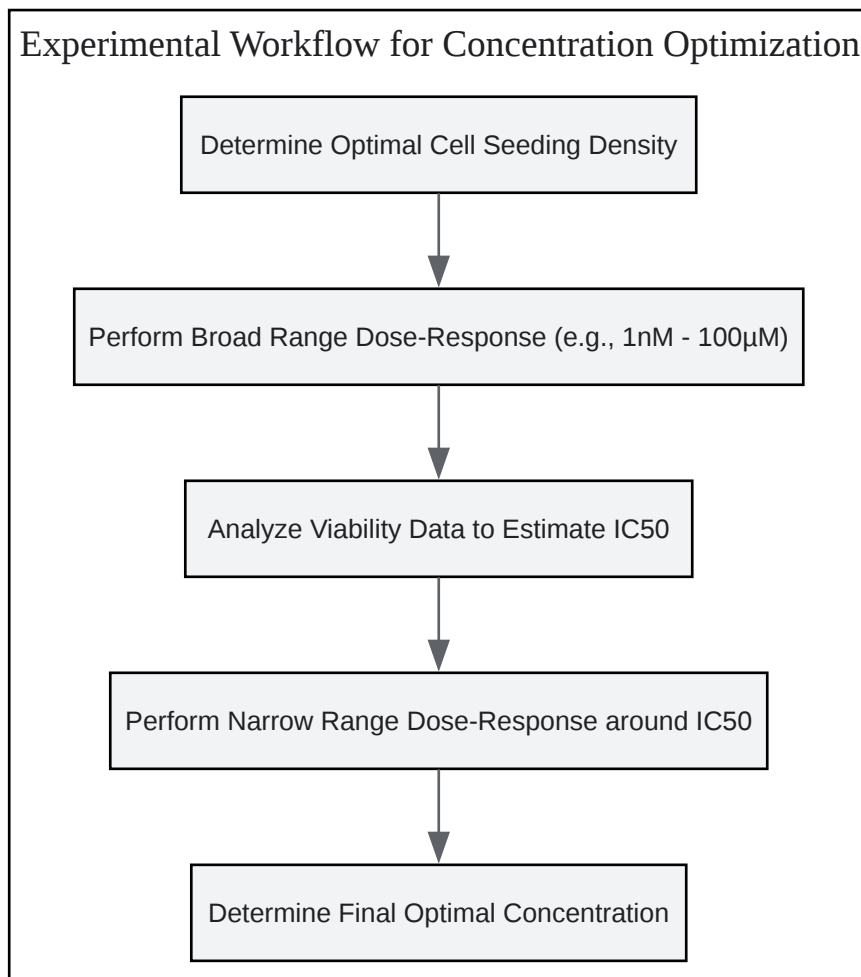 Experimental Workflow for Concentration Optimization
Determine Optimal Cell Seeding Density
Perform Broad Range Dose-Response (e.g., 1nM - 100µM)
Analyze Viability Data to Estimate IC50
Perform Narrow Range Dose-Response around IC50
Determine Final Optimal Concentration